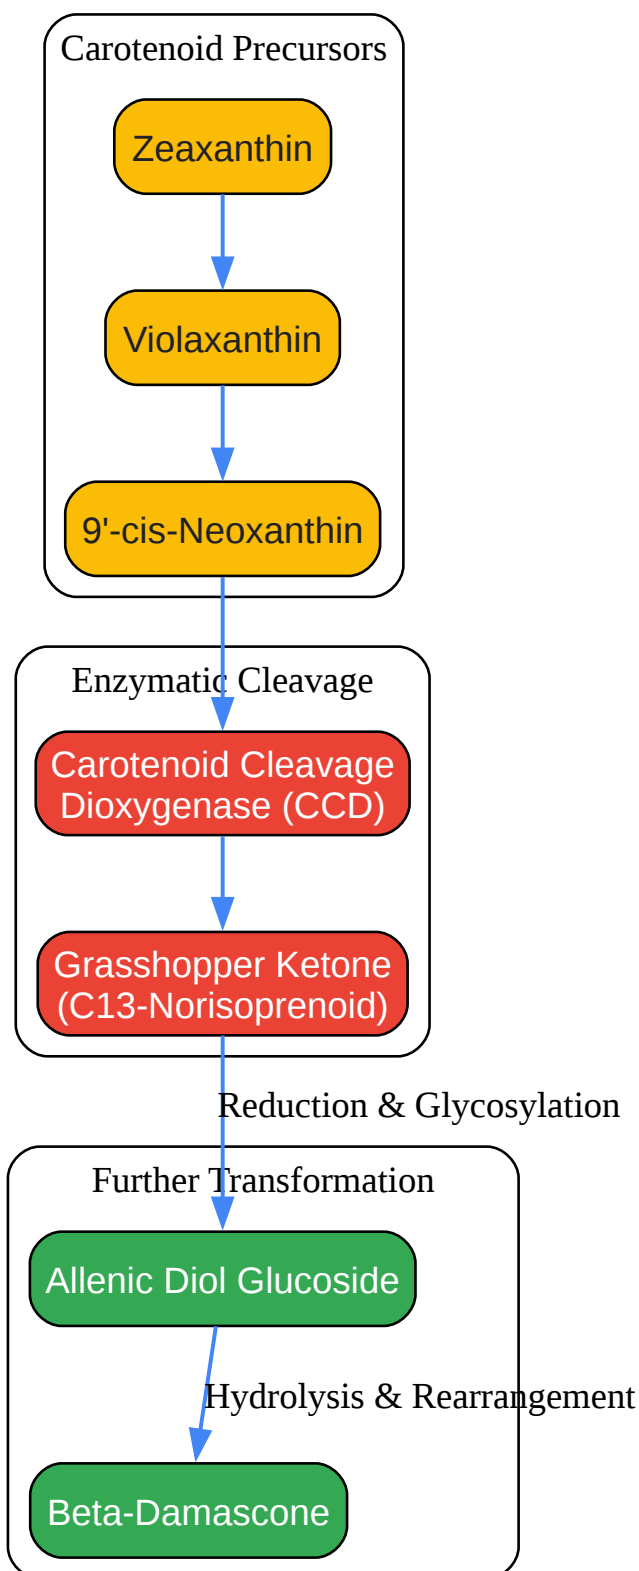 Carotenoid Precursors
Zeaxanthin
Violaxanthin
9'-cis-Neoxanthin
Enzymatic Cleavage
Carotenoid Cleavage
Dioxygenase (CCD)
Grasshopper Ketone
(C13-Norisoprenoid)
Reduction & Glycosylation
Further Transformation
Allenic Diol Glucoside
Hydrolysis & Rearrangement
Beta-Damascone